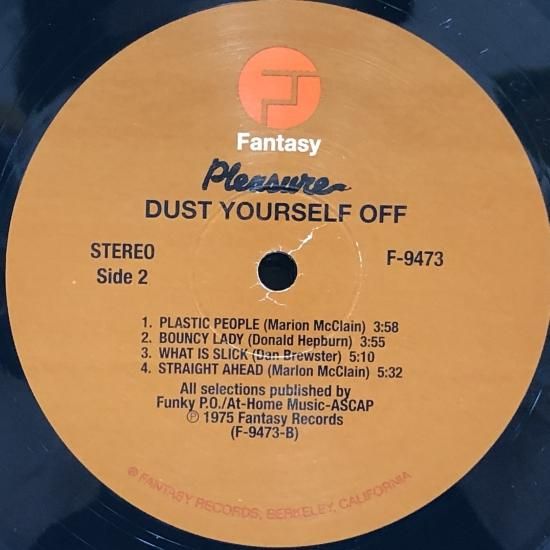 Fantasy
Pleasure
DUST YOURSELF OFF
STEREO
Side 2
F-9473
1. PLASTIC PEOPLE (Marion McClain) 3:58
2. BOUNCY LADY (Donald Hepburn) 3:55
3. WHAT IS SLICK (Dan Brewster) 5:10
4. STRAIGHT AHEAD (Marlon McClain) 5:32
All selections published by
Funky P.O./At-Home Music-ASCAP
℗ 1975 Fantasy Records
(F-9473-B)
® FANTASY RECORDS, BERKELEY, CALIFORNIA